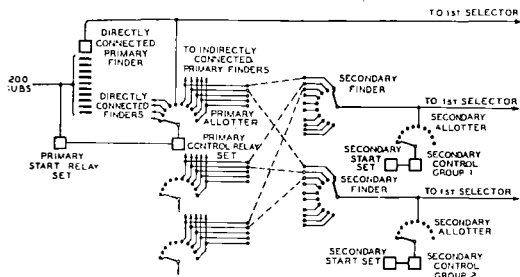 TO 1ST SELECTOR
DIRECTLY
CONNECTED
PRIMARY
FINDER
200
SUBS
DIRECTLY
CONNECTED
FINDERS
PRIMARY
START RELAY
SET
TO INDIRECTLY
CONNECTED
PRIMARY FINDERS
PRIMARY
ALLOTTER
PRIMARY
CONTROL RELAY
SET
SECONDARY
FINDER
TO 1ST SELECTOR
SECONDARY
ALLOTTER
SECONDARY
START SET
SECONDARY
CONTROL
GROUP 1
SECONDARY
FINDER
TO 1ST SELECTOR
SECONDARY
ALLOTTER
SECONDARY
START SET
SECONDARY
CONTROL
GROUP 2